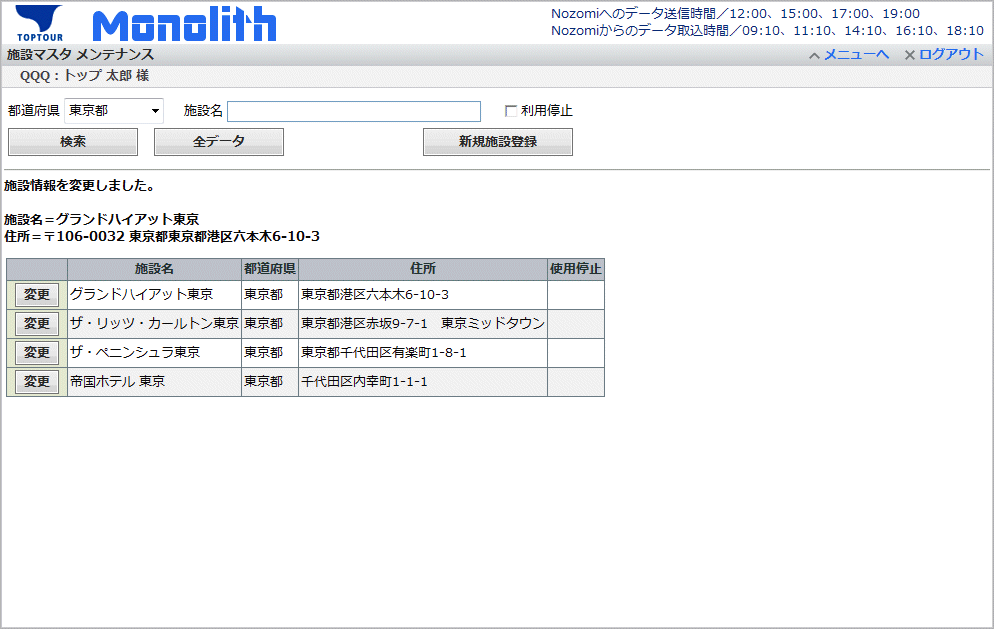 TOPTOUR
Monolith
Nozomiへのデータ送信時間／12:00、15:00、17:00、19:00
Nozomiからのデータ取込時間／09:10、11:10、14:10、16:10、18:10
施設マスタ メンテナンス
メニューへ ログアウト
QQQ：トップ 太郎 様
都道府県 東京都 施設名 利用停止
検索 全データ 新規施設登録
施設情報を変更しました。
施設名＝グランドハイアット東京
住所＝〒106-0032 東京都東京都港区六本木6-10-3
施設名 都道府県 住所 使用停止
変更 グランドハイアット東京 東京都 東京都港区六本木6-10-3
変更 ザ・リッツ・カールトン東京 東京都 東京都港区赤坂9-7-1　東京ミッドタウン
変更 ザ・ペニンシュラ東京 東京都 東京都千代田区有楽町1-8-1
変更 帝国ホテル 東京 東京都 千代田区内幸町1-1-1